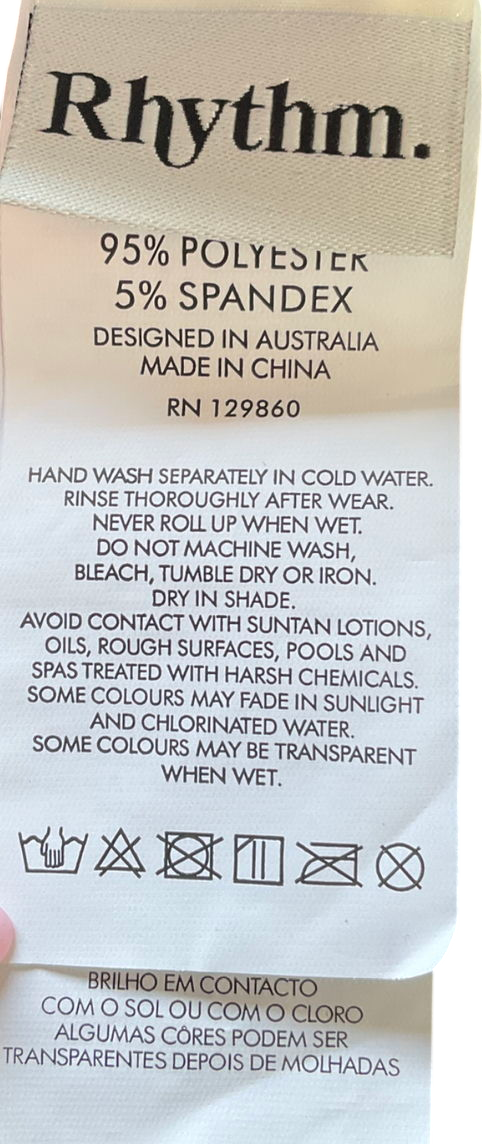 Rhythm.
95% POLYESTER
5% SPANDEX
DESIGNED IN AUSTRALIA
MADE IN CHINA
RN 129860
HAND WASH SEPARATELY IN COLD WATER.
RINSE THOROUGHLY AFTER WEAR.
NEVER ROLL UP WHEN WET.
DO NOT MACHINE WASH,
BLEACH, TUMBLE DRY OR IRON.
DRY IN SHADE.
AVOID CONTACT WITH SUNTAN LOTIONS,
OILS, ROUGH SURFACES, POOLS AND
SPAS TREATED WITH HARSH CHEMICALS.
SOME COLOURS MAY FADE IN SUNLIGHT
AND CHLORINATED WATER.
SOME COLOURS MAY BE TRANSPARENT
WHEN WET.
BRILHO EM CONTACTO
COM O SOL OU COM O CLORO
ALGUMAS CÔRES PODEM SER
TRANSPARENTES DEPOIS DE MOLHADAS